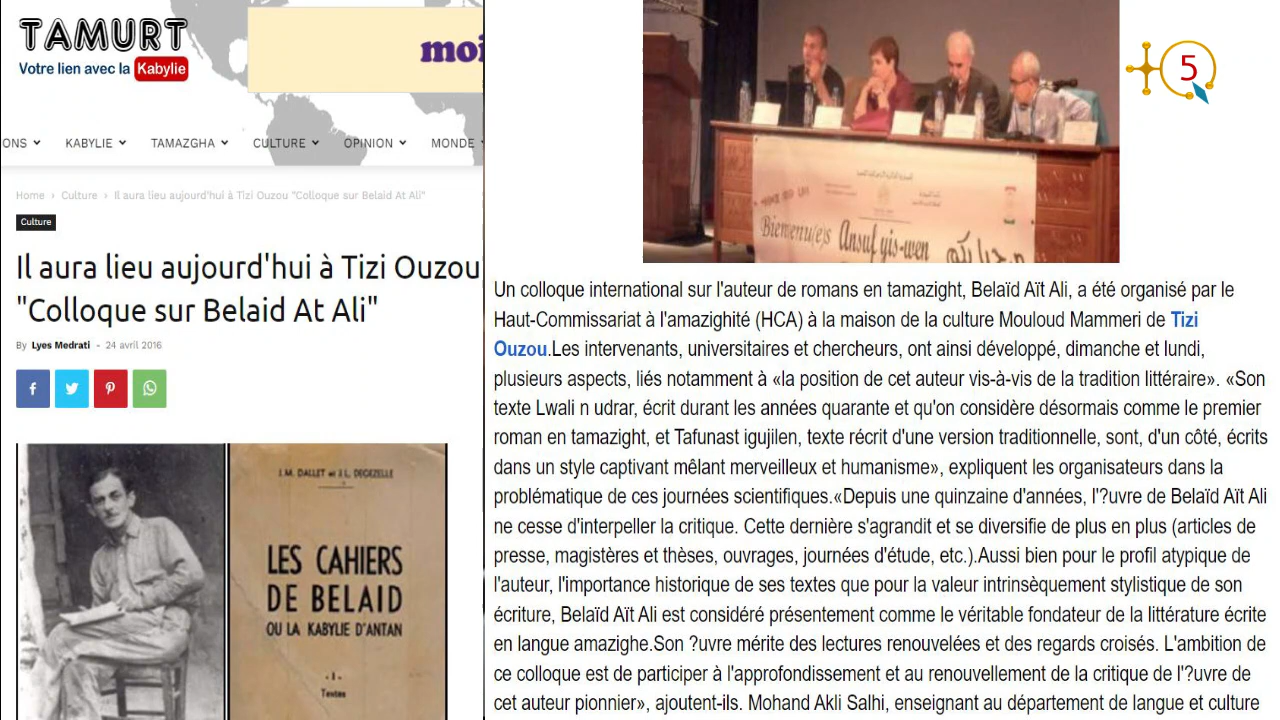 TAMURT
Votre lien avec la Kabylie
moi
ONS
KABYLIE
TAMAZGHA
CULTURE
OPINION
MONDE
Home › Culture › Il aura lieu aujourd'hui à Tizi Ouzou "Colloque sur Belaid At Ali"
Culture
Il aura lieu aujourd'hui à Tizi Ouzou
"Colloque sur Belaid At Ali"
By Lyes Medrati - 24 avril 2016
J.M. DALLET et J.L. DEGEZELLE
LES CAHIERS
DE BELAID
OU LA KABYLIE D'ANTAN
- I -
Textes
5
Bienvenu(e)s Ansuf yis-wen مرحبا بكم
Un colloque international sur l'auteur de romans en tamazight, Belaïd Aït Ali, a été organisé par le
Haut-Commissariat à l'amazighité (HCA) à la maison de la culture Mouloud Mammeri de Tizi
Ouzou.Les intervenants, universitaires et chercheurs, ont ainsi développé, dimanche et lundi,
plusieurs aspects, liés notamment à «la position de cet auteur vis-à-vis de la tradition littéraire». «Son
texte Lwali n udrar, écrit durant les années quarante et qu'on considère désormais comme le premier
roman en tamazight, et Tafunast igujilen, texte récrit d'une version traditionnelle, sont, d'un côté, écrits
dans un style captivant mêlant merveilleux et humanisme», expliquent les organisateurs dans la
problématique de ces journées scientifiques.«Depuis une quinzaine d'années, l'?uvre de Belaïd Aït Ali
ne cesse d'interpeller la critique. Cette dernière s'agrandit et se diversifie de plus en plus (articles de
presse, magistères et thèses, ouvrages, journées d'étude, etc.).Aussi bien pour le profil atypique de
l'auteur, l'importance historique de ses textes que pour la valeur intrinsèquement stylistique de son
écriture, Belaïd Aït Ali est considéré présentement comme le véritable fondateur de la littérature écrite
en langue amazighe.Son ?uvre mérite des lectures renouvelées et des regards croisés. L'ambition de
ce colloque est de participer à l'approfondissement et au renouvellement de la critique de l'?uvre de
cet auteur pionnier», ajoutent-ils. Mohand Akli Salhi, enseignant au département de langue et culture